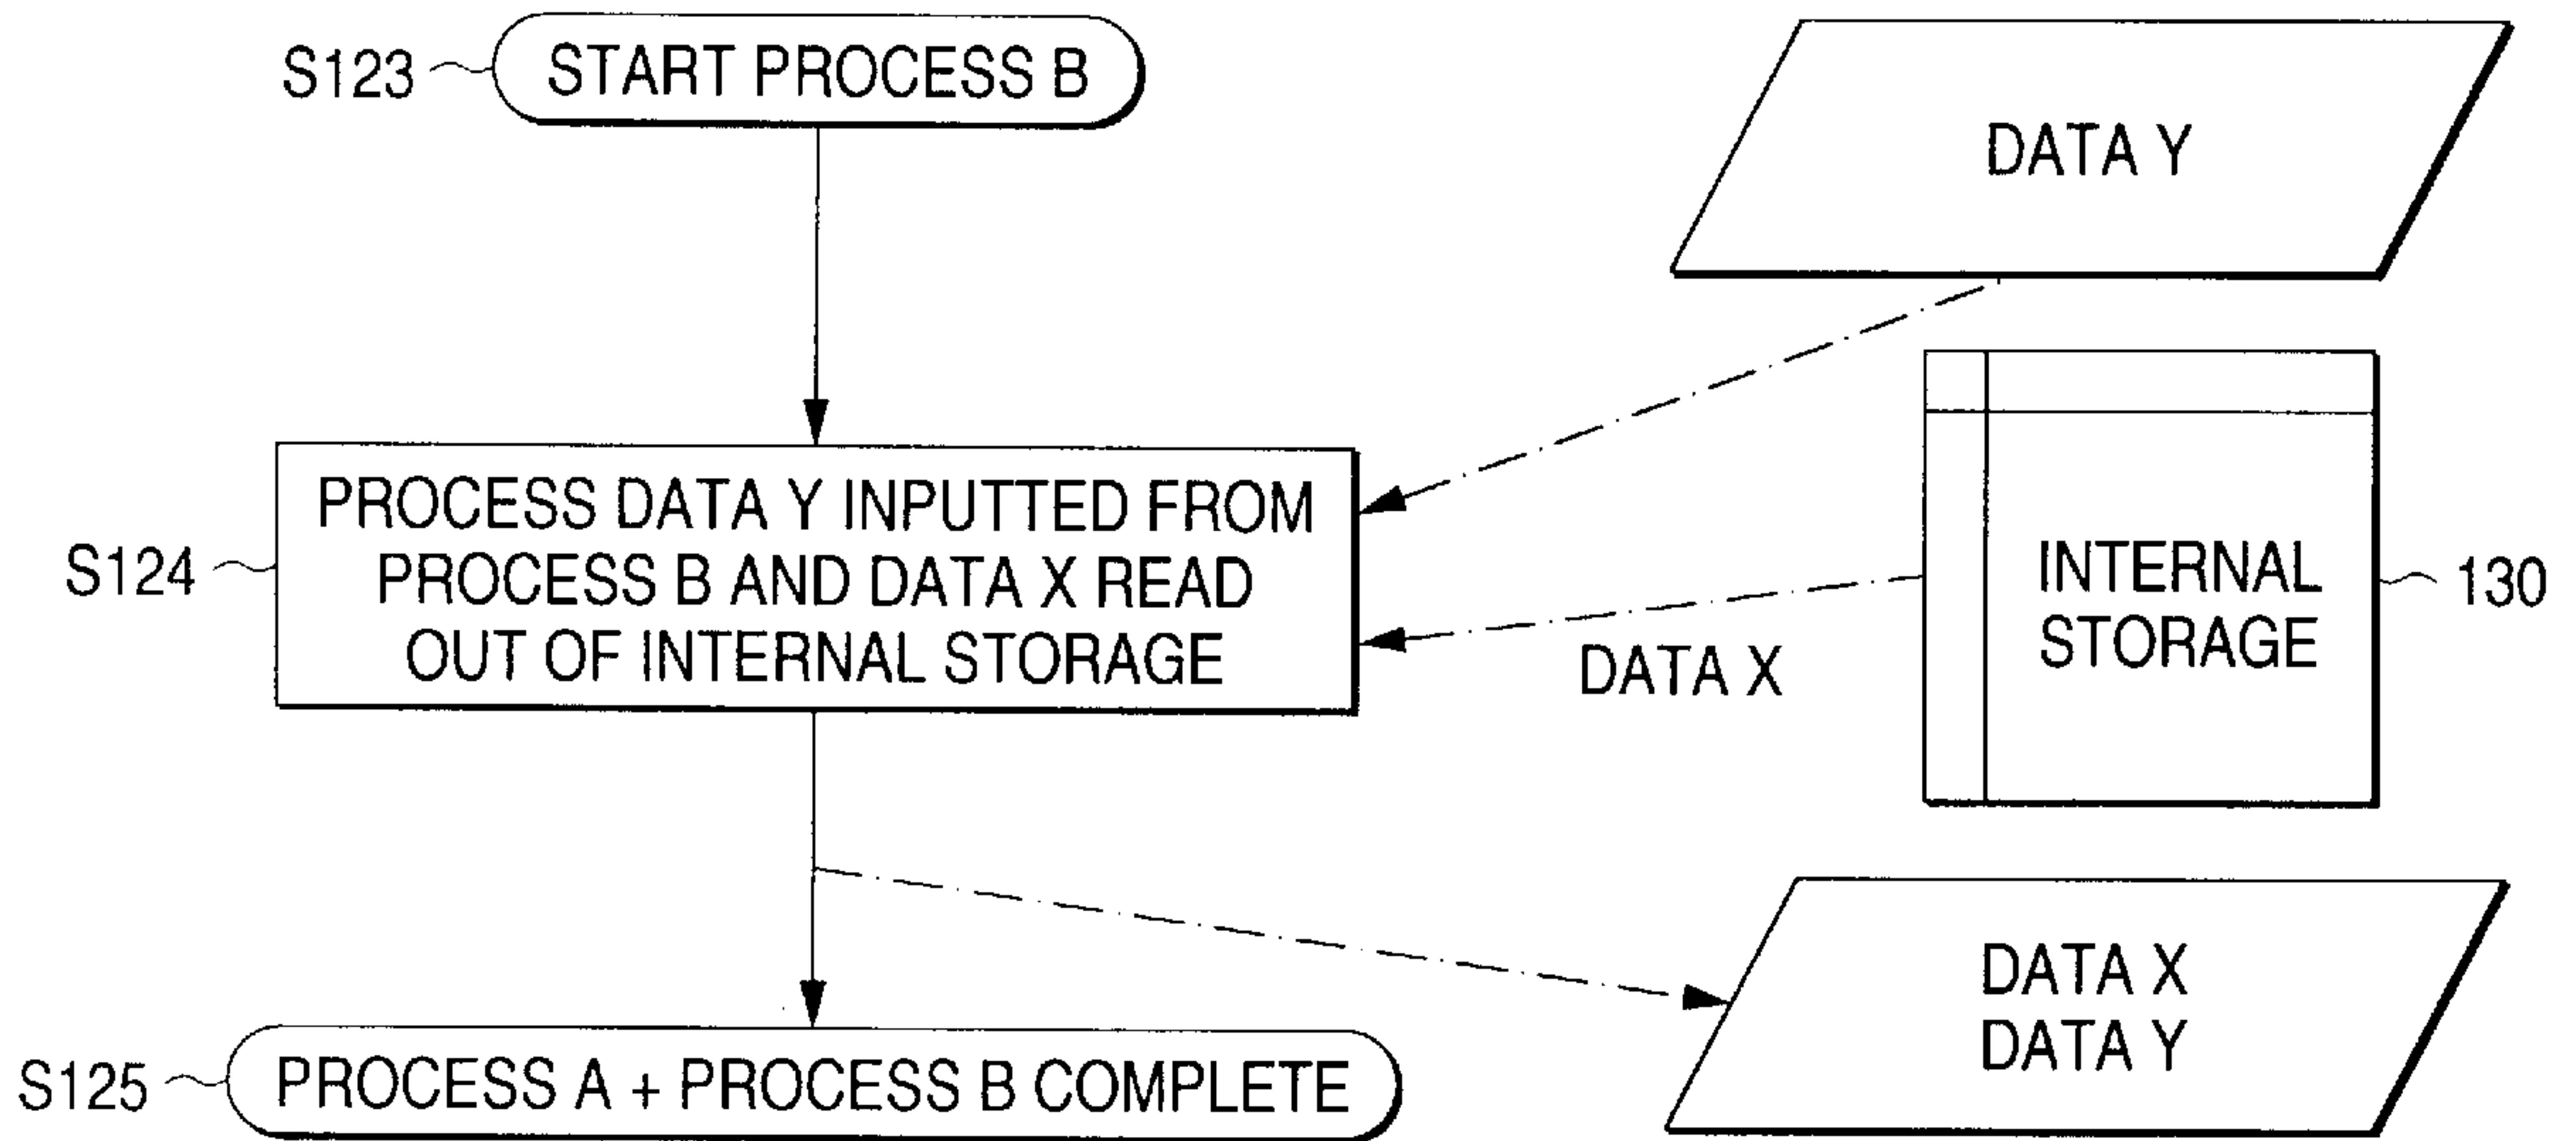 S123
START PROCESS B
DATA Y
S124
PROCESS DATA Y INPUTTED FROM
PROCESS B AND DATA X READ
OUT OF INTERNAL STORAGE
DATA X
INTERNAL
STORAGE
130
DATA X
DATA Y
S125
PROCESS A + PROCESS B COMPLETE